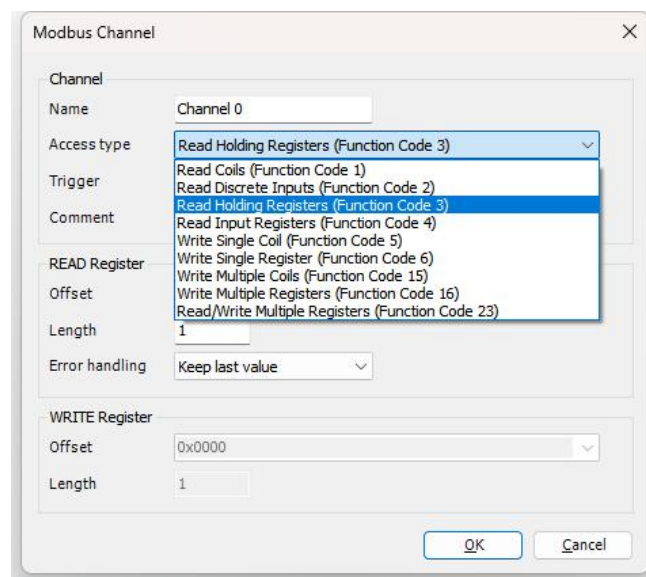 Modbus Channel
Channel
Name Channel 0
Access type Read Holding Registers (Function Code 3)
Read Coils (Function Code 1)
Trigger Read Discrete Inputs (Function Code 2)
Read Holding Registers (Function Code 3)
Comment Read Input Registers (Function Code 4)
Write Single Coil (Function Code 5)
READ Register Write Single Register (Function Code 6)
Write Multiple Coils (Function Code 15)
Offset Write Multiple Registers (Function Code 16)
Read/Write Multiple Registers (Function Code 23)
Length 1
Error handling Keep last value
WRITE Register
Offset 0x0000
Length 1
OK Cancel